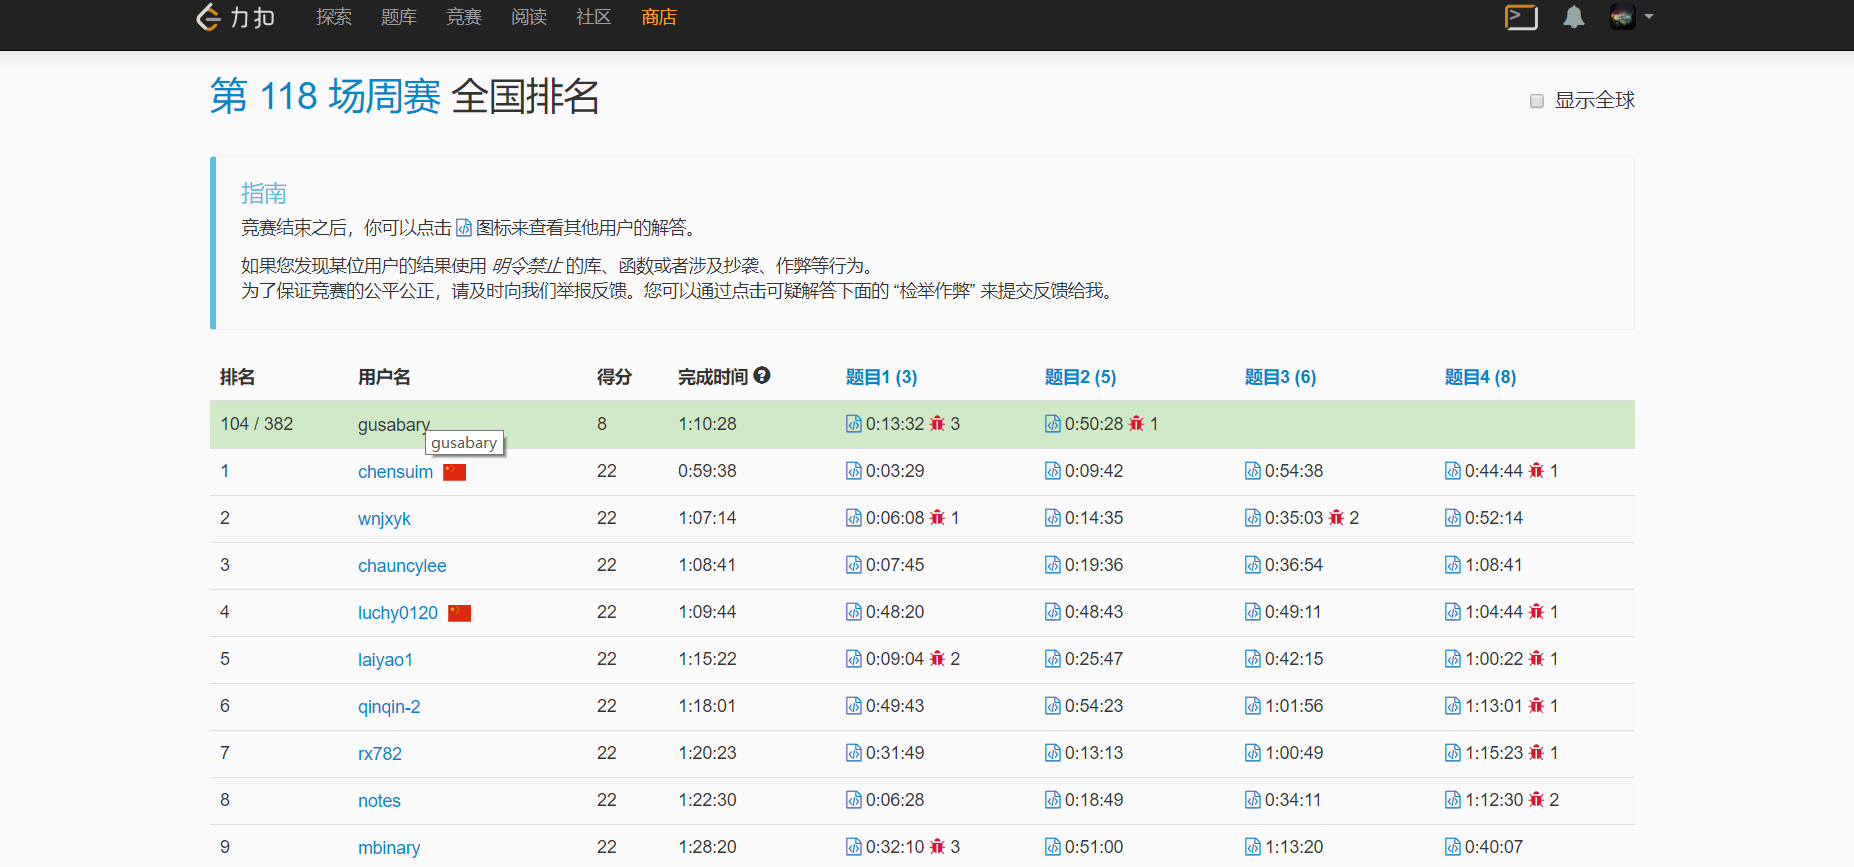 力扣 探索 题库 竞赛 阅读 社区 商店
第 118 场周赛 全国排名
显示全球
指南
竞赛结束之后，你可以点击 图标来查看其他用户的解答。
如果您发现某位用户的结果使用 明令禁止 的库、函数或者涉及抄袭、作弊等行为。
为了保证竞赛的公平公正，请及时向我们举报反馈。您可以通过点击可疑解答下面的 “检举作弊” 来提交反馈给我。
排名 用户名 得分 完成时间 题目1 (3) 题目2 (5) 题目3 (6) 题目4 (8)
104 / 382 gusabary 8 1:10:28 0:13:32 3 0:50:28 1
gusabary
1 chensuim 22 0:59:38 0:03:29 0:09:42 0:54:38 0:44:44 1
2 wnjxyk 22 1:07:14 0:06:08 1 0:14:35 0:35:03 2 0:52:14
3 chauncylee 22 1:08:41 0:07:45 0:19:36 0:36:54 1:08:41
4 luchy0120 22 1:09:44 0:48:20 0:48:43 0:49:11 1:04:44 1
5 laiyao1 22 1:15:22 0:09:04 2 0:25:47 0:42:15 1:00:22 1
6 qinqin-2 22 1:18:01 0:49:43 0:54:23 1:01:56 1:13:01 1
7 rx782 22 1:20:23 0:31:49 0:13:13 1:00:49 1:15:23 1
8 notes 22 1:22:30 0:06:28 0:18:49 0:34:11 1:12:30 2
9 mbinary 22 1:28:20 0:32:10 3 0:51:00 1:13:20 0:40:07